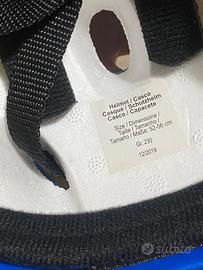 Helmet / Casco
Casque / Schutzhelm
Casco / Capacete
Size / Dimensione /
Taille / Tamanho /
Tamaño / Maße: 52-56 cm
Gr. 230
12/2019
subito